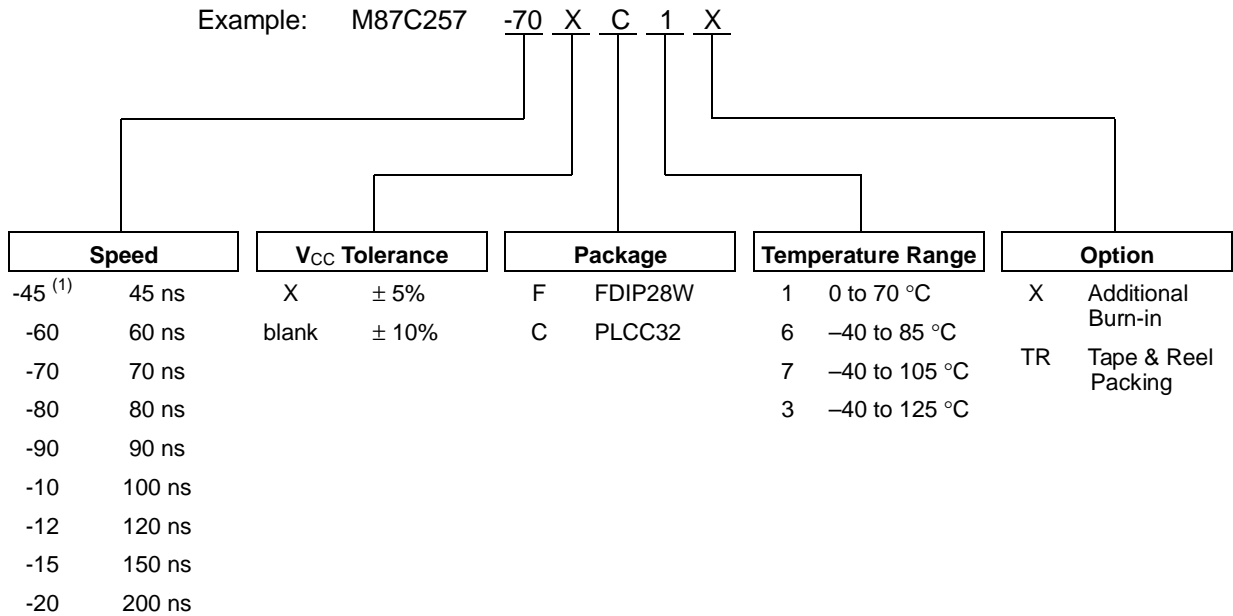 Example: M87C257 -70 X C 1 X
Speed VCC Tolerance Package Temperature Range Option
-45 (1) 45 ns X ± 5% F FDIP28W 1 0 to 70 °C X Additional Burn-in
-60 60 ns blank ± 10% C PLCC32 6 –40 to 85 °C
-70 70 ns 7 –40 to 105 °C TR Tape & Reel Packing
-80 80 ns 3 –40 to 125 °C
-90 90 ns
-10 100 ns
-12 120 ns
-15 150 ns
-20 200 ns